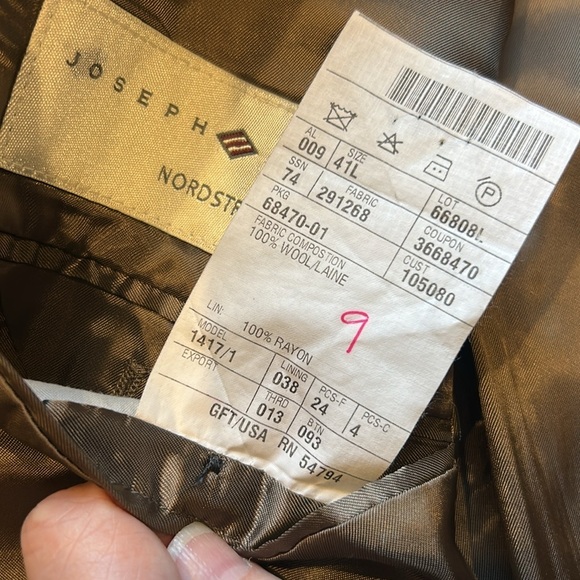 JOSEPH
NORDSTR
P
AL SIZE LOT
009 41L 66808L
SSN FABRIC COUPON
74 291268 3668470
PKG CUST
68470-01 105080
FABRIC COMPOSTION
100% WOOL/LAINE
9
LIN: 100% RAYON
MODEL LINING PCS-F PCS-C
1417/1 038 24 4
EXPORT THRD BTN
013 093
GFT/USA RN 54794